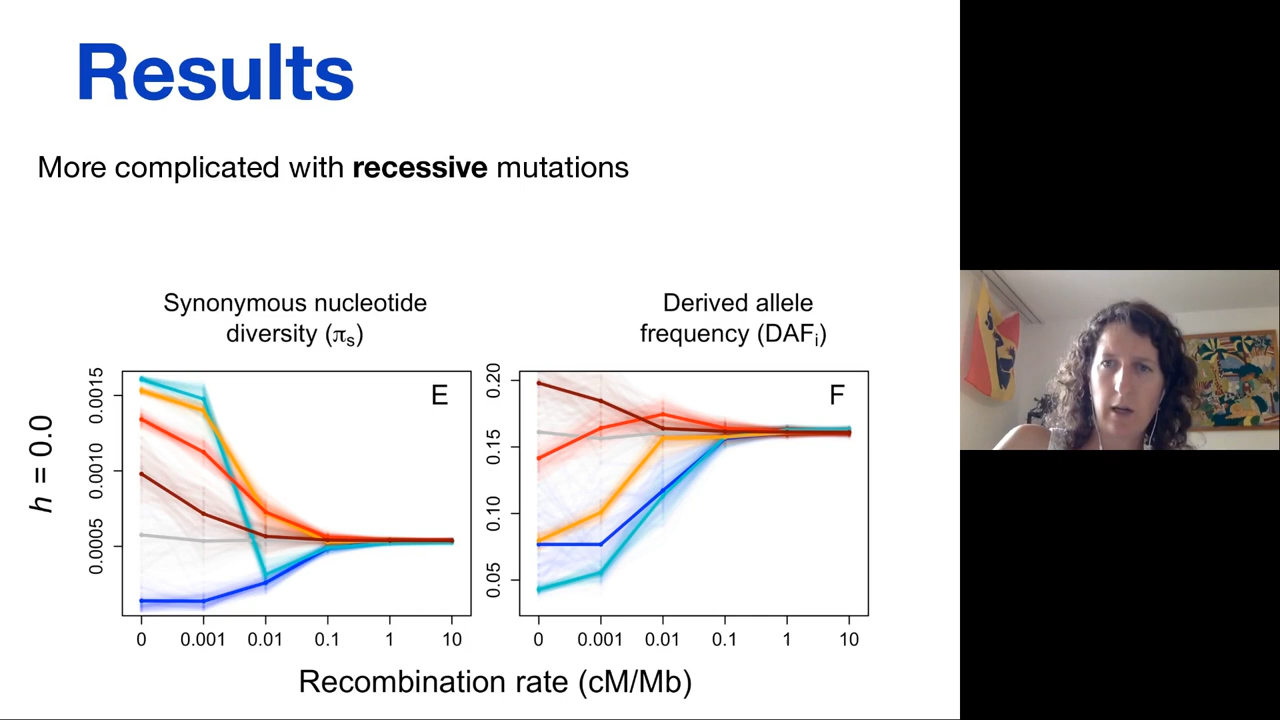 Results
More complicated with recessive mutations
Synonymous nucleotide
diversity (πs)
Derived allele
frequency (DAFi)
h = 0.0
E
0.0015
0.0010
0.0005
0 0.001 0.01 0.1 1 10
F
0.20
0.15
0.10
0.05
0 0.001 0.01 0.1 1 10
Recombination rate (cM/Mb)